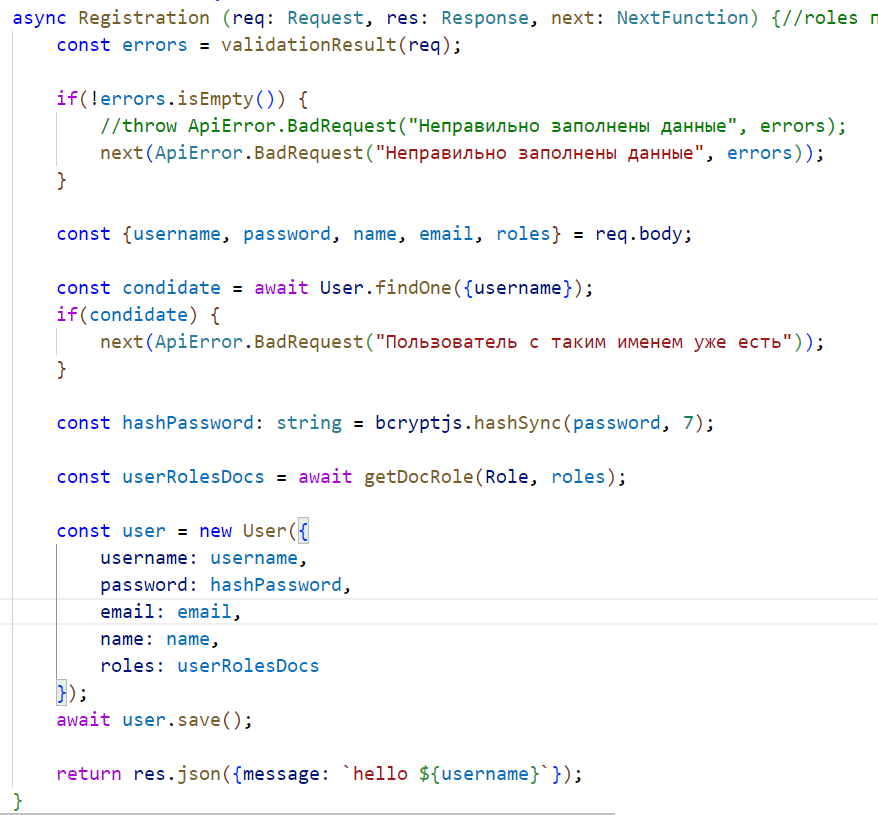 async Registration (req: Request, res: Response, next: NextFunction) {//roles
const errors = validationResult(req);
if(!errors.isEmpty()) {
//throw ApiError.BadRequest("Неправильно заполнены данные", errors);
next(ApiError.BadRequest("Неправильно заполнены данные", errors));
}
const {username, password, name, email, roles} = req.body;
const condidate = await User.findOne({username});
if(condidate) {
next(ApiError.BadRequest("Пользователь с таким именем уже есть"));
}
const hashPassword: string = bcryptjs.hashSync(password, 7);
const userRolesDocs = await getDocRole(Role, roles);
const user = new User({
username: username,
password: hashPassword,
email: email,
name: name,
roles: userRolesDocs
});
await user.save();
return res.json({message: `hello ${username}`});
}